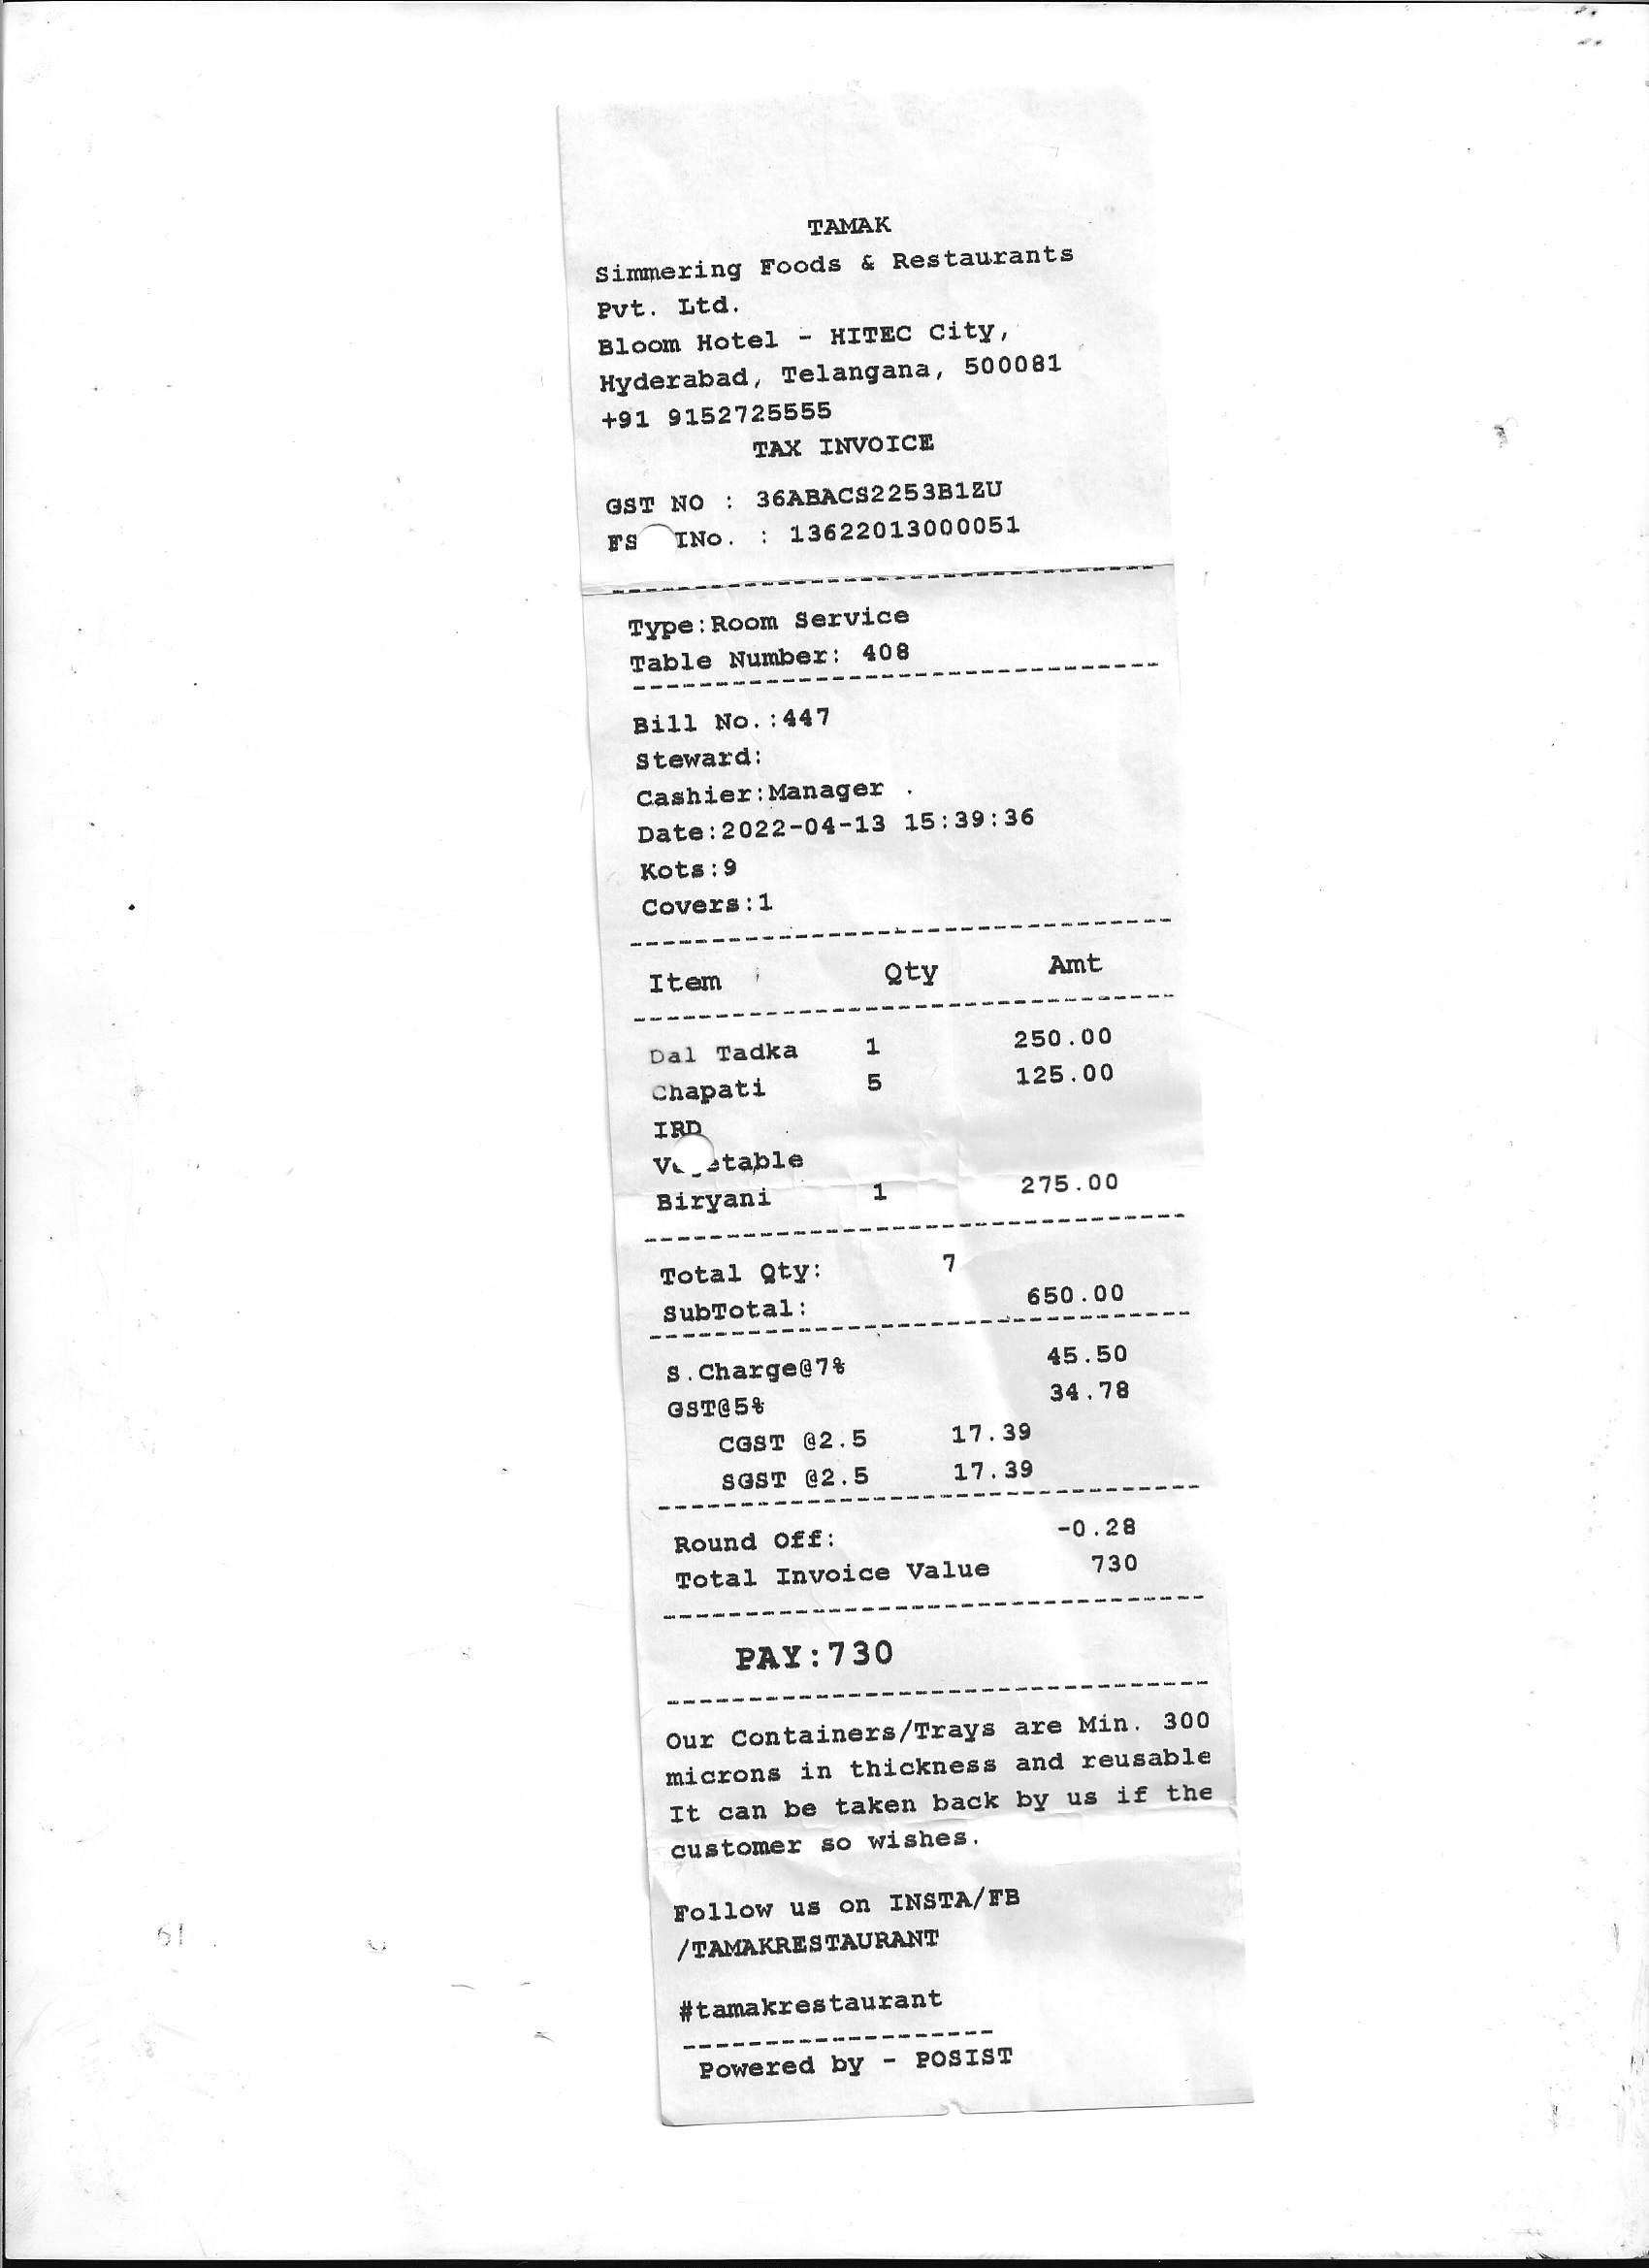 TAMAK
Simmering Foods & Restaurants
Pvt. Ltd.
Bloom Hotel - HITEC City,
Hyderabad, Telangana, 500081
+91 9152725555
TAX INVOICE
GST NO : 36ABACS2253B1ZU
FS INo. : 13622013000051
Type:Room Service
Table Number: 408
Bill No.:447
Steward:
Cashier:Manager .
Date:2022-04-13 15:39:36
Kots:9
Covers:1
Item Qty Amt
Dal Tadka 1 250.00
Chapati 5 125.00
IRD
Vegetable
Biryani 1 275.00
Total Qty: 7
SubTotal: 650.00
S.Charge@7% 45.50
GST@5% 34.78
CGST @2.5 17.39
SGST @2.5 17.39
Round Off: -0.28
Total Invoice Value 730
PAY:730
Our Containers/Trays are Min. 300
microns in thickness and reusable
It can be taken back by us if the
customer so wishes.
Follow us on INSTA/FB
/TAMAKRESTAURANT
#tamakrestaurant
Powered by - POSIST